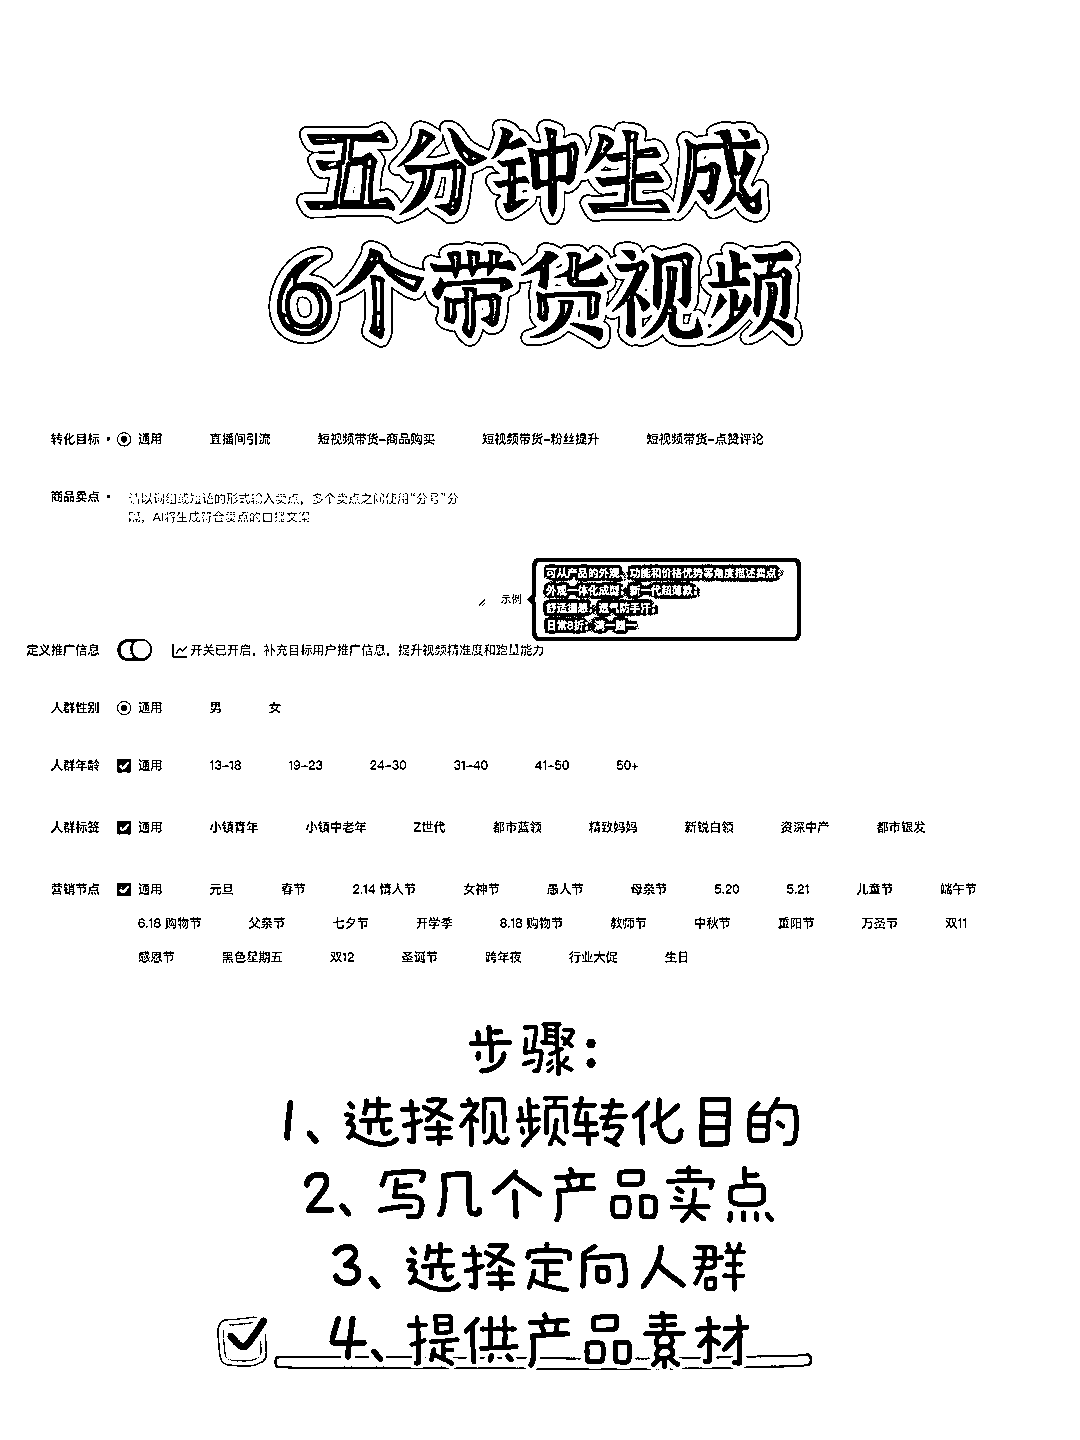 五分钟生成
6个带货视频
转化目标 · 通用 直播间引流 短视频带货-商品购买 短视频带货-粉丝提升 短视频带货-点赞评论
商品卖点 · 请以词组或短语的形式输入卖点，多个卖点之间使用“分号”分
隔，AI将生成符合卖点的口播文案
可从产品的外观、功能和价格优势等角度描述卖点：
外观一体化成型；新一代超薄款；
示例
舒适遍感；透气防手汗；
日常8折；满一赠一
定义推广信息 开关已开启，补充目标用户推广信息，提升视频精准度和跑量能力
人群性别 通用 男 女
人群年龄 通用 13-18 19-23 24-30 31-40 41-50 50+
人群标签 通用 小镇青年 小镇中老年 Z世代 都市蓝领 精致妈妈 新锐白领 资深中产 都市银发
营销节点 通用 元旦 春节 2.14 情人节 女神节 愚人节 母亲节 5.20 5.21 儿童节 端午节
6.18 购物节 父亲节 七夕节 开学季 8.18 购物节 教师节 中秋节 重阳节 万圣节 双11
感恩节 黑色星期五 双12 圣诞节 跨年夜 行业大促 生日
步骤：
1、选择视频转化目的
2、写几个产品卖点
3、选择定向人群
4、提供产品素材